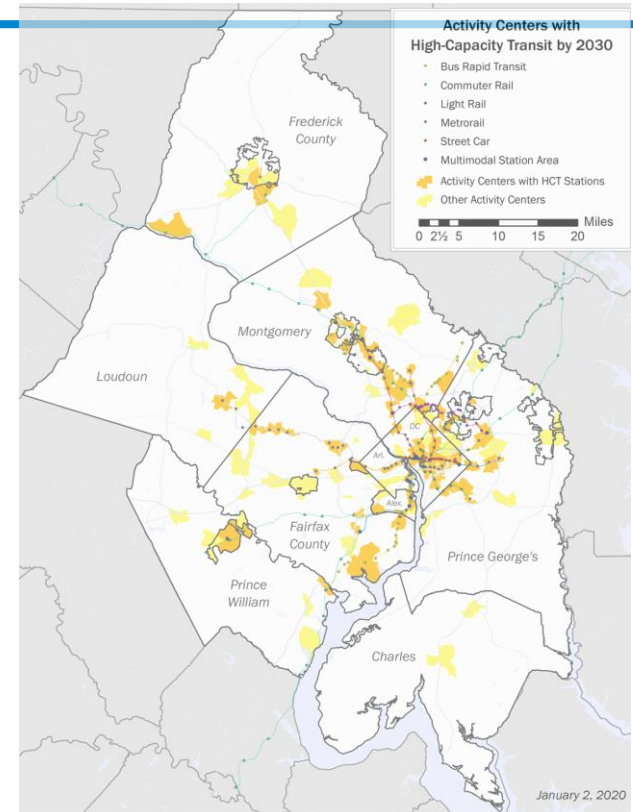 Activity Centers with
High-Capacity Transit by 2030
Bus Rapid Transit
Commuter Rail
Light Rail
Metrorail
Street Car
Multimodal Station Area
Activity Centers with HCT Stations
Other Activity Centers
Miles
0 2½ 5 10 15 20
Frederick
County
Montgomery
Loudoun
DC
Arl.
Alex.
Fairfax
County
Prince George's
Prince
William
Charles
January 2, 2020